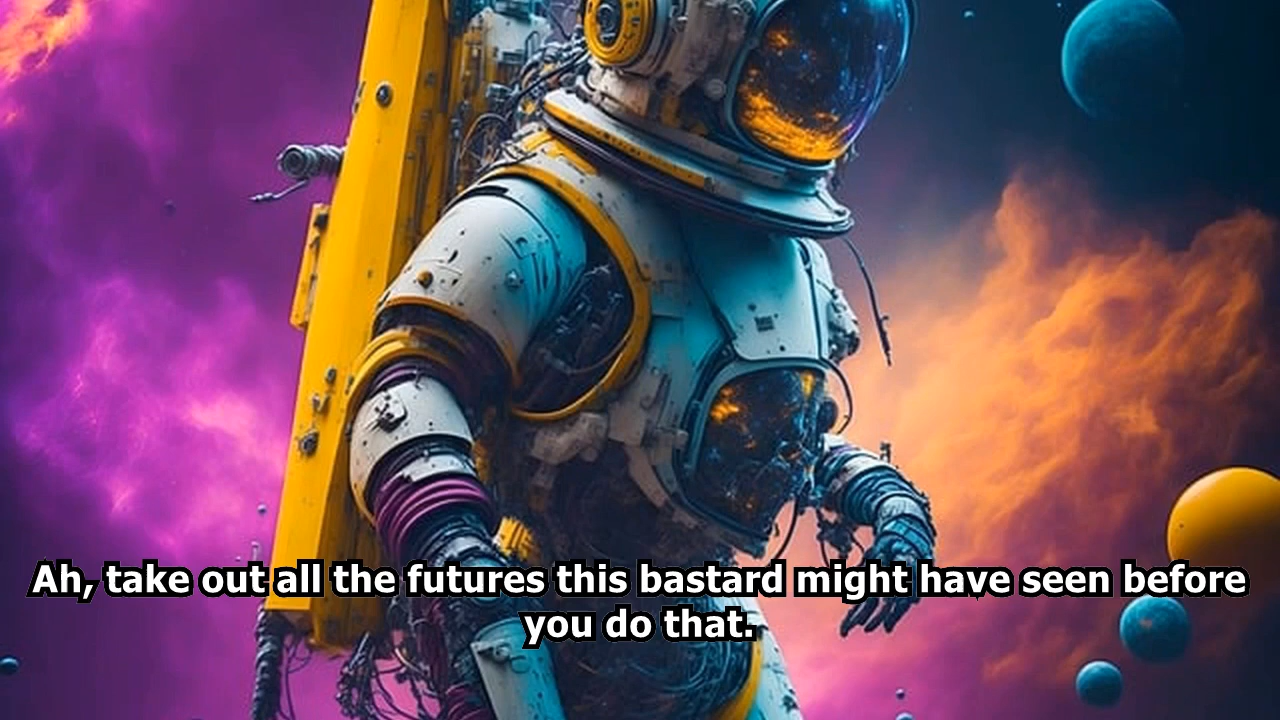 Ah, take out all the futures this bastard might have seen before
you do that.